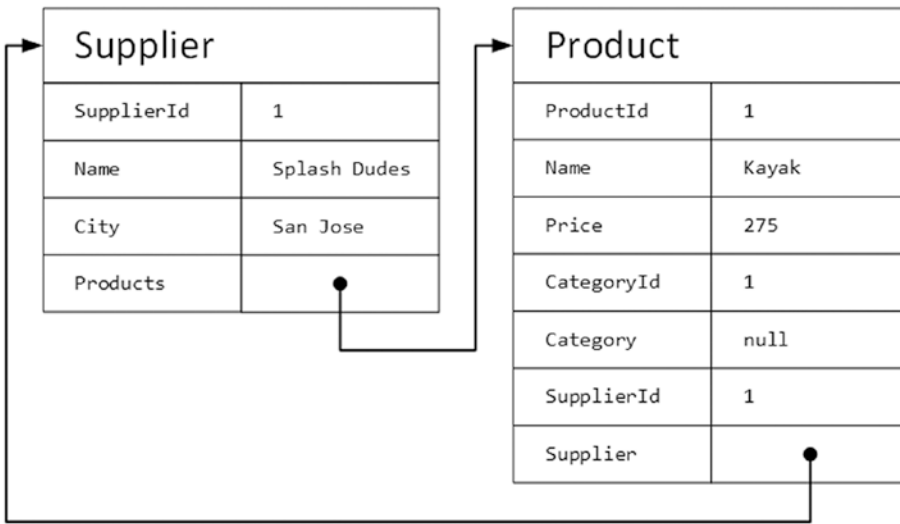 Supplier
SupplierId 1
Name Splash Dudes
City San Jose
Products
Product
ProductId 1
Name Kayak
Price 275
CategoryId 1
Category null
SupplierId 1
Supplier